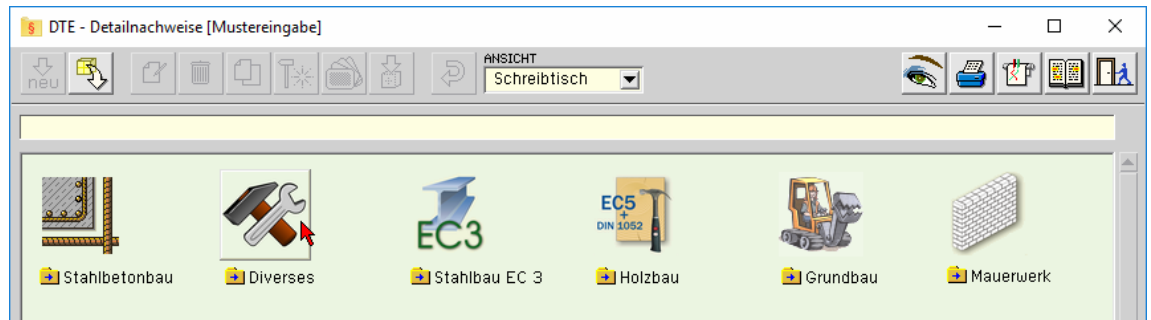 § DTE - Detailnachweise [Mustereingabe]
neu
ANSICHT
Schreibtisch
EC3
EC5
+
DIN 1052
Stahlbetonbau
Diverses
Stahlbau EC 3
Holzbau
Grundbau
Mauerwerk